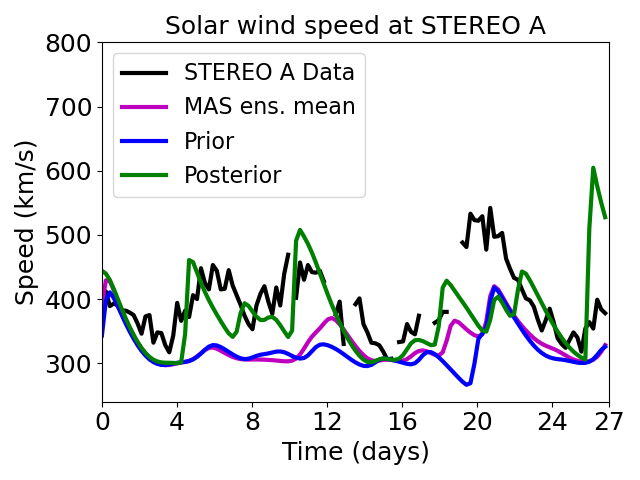 Solar wind speed at STEREO A
800
700
600
500
400
300
Speed (km/s)
STEREO A Data
MAS ens. mean
Prior
Posterior
0 4 8 12 16 20 24 27
Time (days)